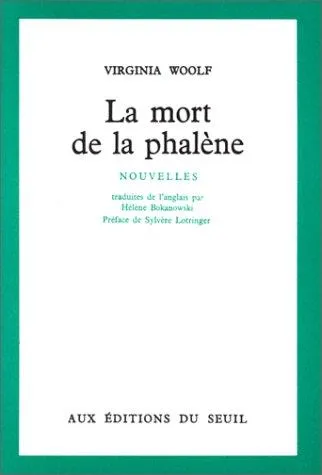 VIRGINIA WOOLF
La mort
de la phalène
NOUVELLES
traduites de l'anglais par
Hélène Bokanowski
Préface de Sylvère Lotringer
AUX ÉDITIONS DU SEUIL